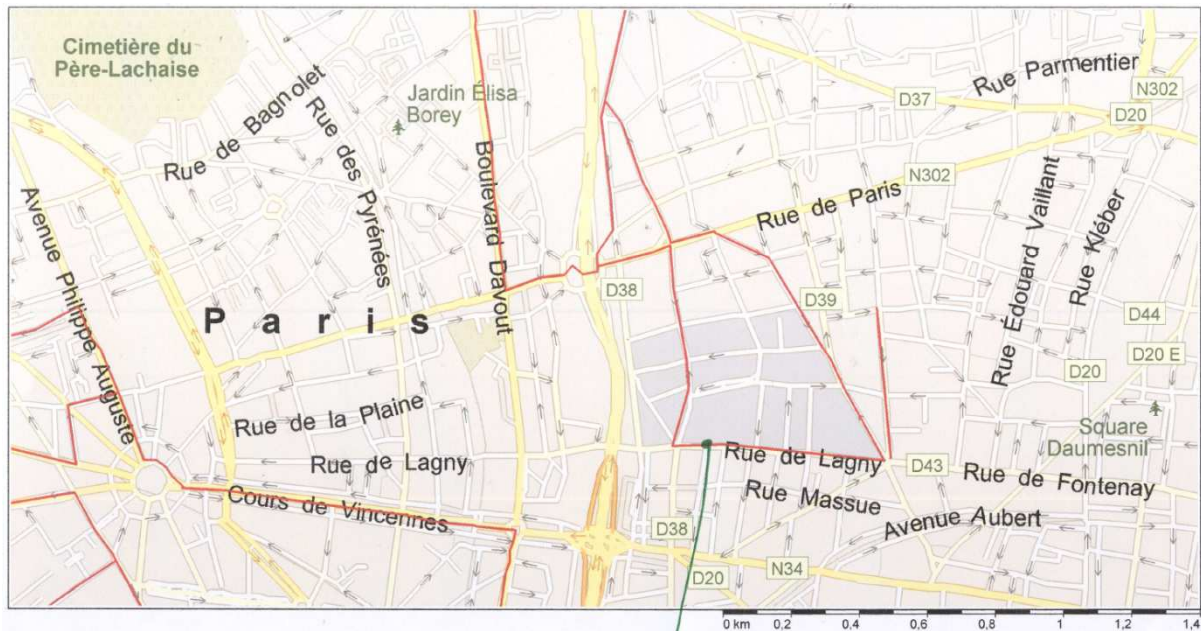 Cimetière du
Père-Lachaise
Rue de Bagnolet
Rue des Pyrénées
Jardin Élisa
Borey
Boulevard Davout
Avenue Philippe Auguste
Paris
Rue de la Plaine
Rue de Lagny
Cours de Vincennes
Rue Parmentier
N302
D37
D20
N302
Rue de Paris
Rue Édouard Vaillant
Rue Kléber
D38
D39
D44
D20 E
D20
Square
Daumesnil
Rue de Lagny
D43
Rue de Fontenay
Rue Massue
Avenue Aubert
D38
D20
N34
0 km 0,2 0,4 0,6 0,8 1 1,2 1,4